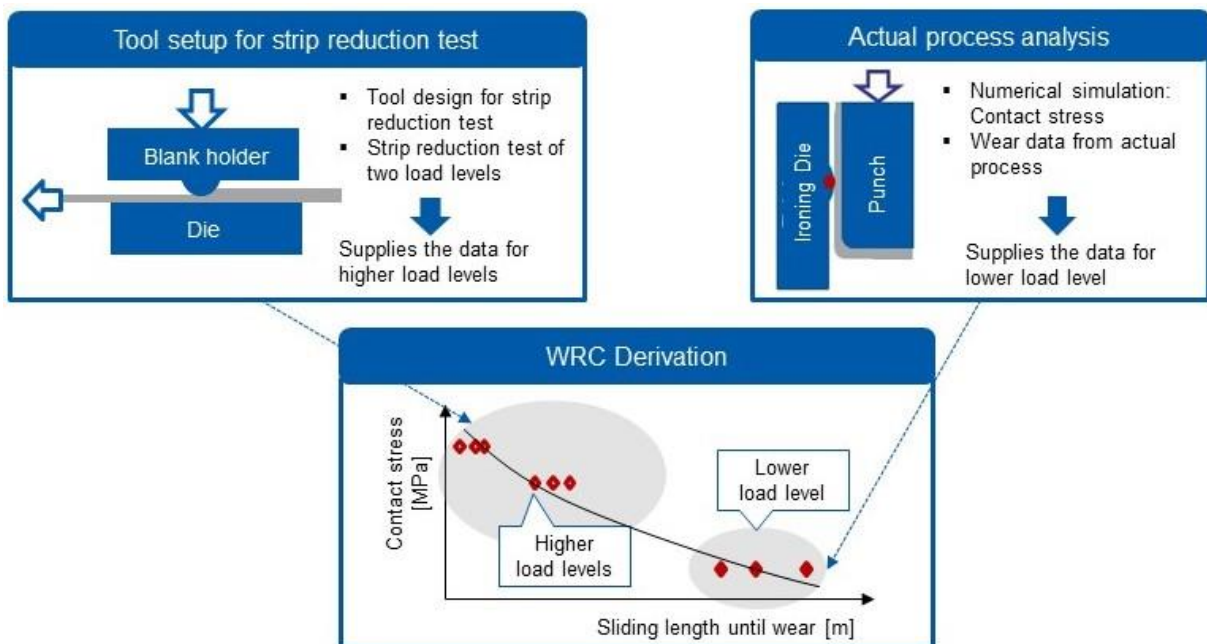 Tool setup for strip reduction test
Blank holder
Die
▪ Tool design for strip
reduction test
▪ Strip reduction test of
two load levels
Supplies the data for
higher load levels
Actual process analysis
Ironing Die
Punch
▪ Numerical simulation:
Contact stress
▪ Wear data from actual
process
Supplies the data for
lower load level
WRC Derivation
Contact stress
[MPa]
Higher
load levels
Lower
load level
Sliding length until wear [m]